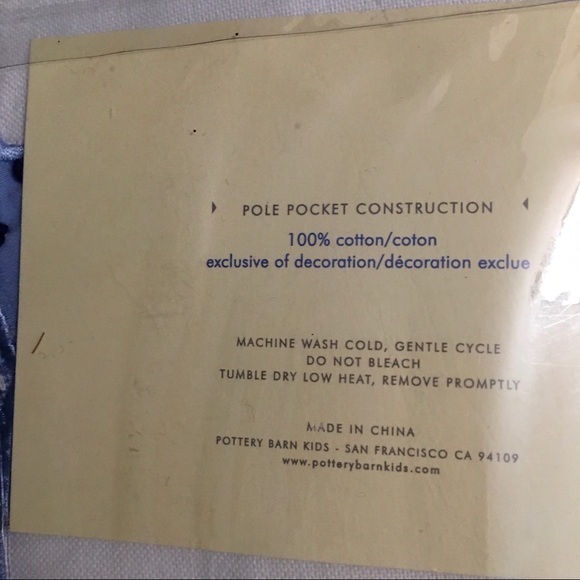 POLE POCKET CONSTRUCTION
100% cotton/coton
exclusive of decoration/décoration exclue
MACHINE WASH COLD, GENTLE CYCLE
DO NOT BLEACH
TUMBLE DRY LOW HEAT, REMOVE PROMPTLY
MADE IN CHINA
POTTERY BARN KIDS - SAN FRANCISCO CA 94109
www.potterybarnkids.com